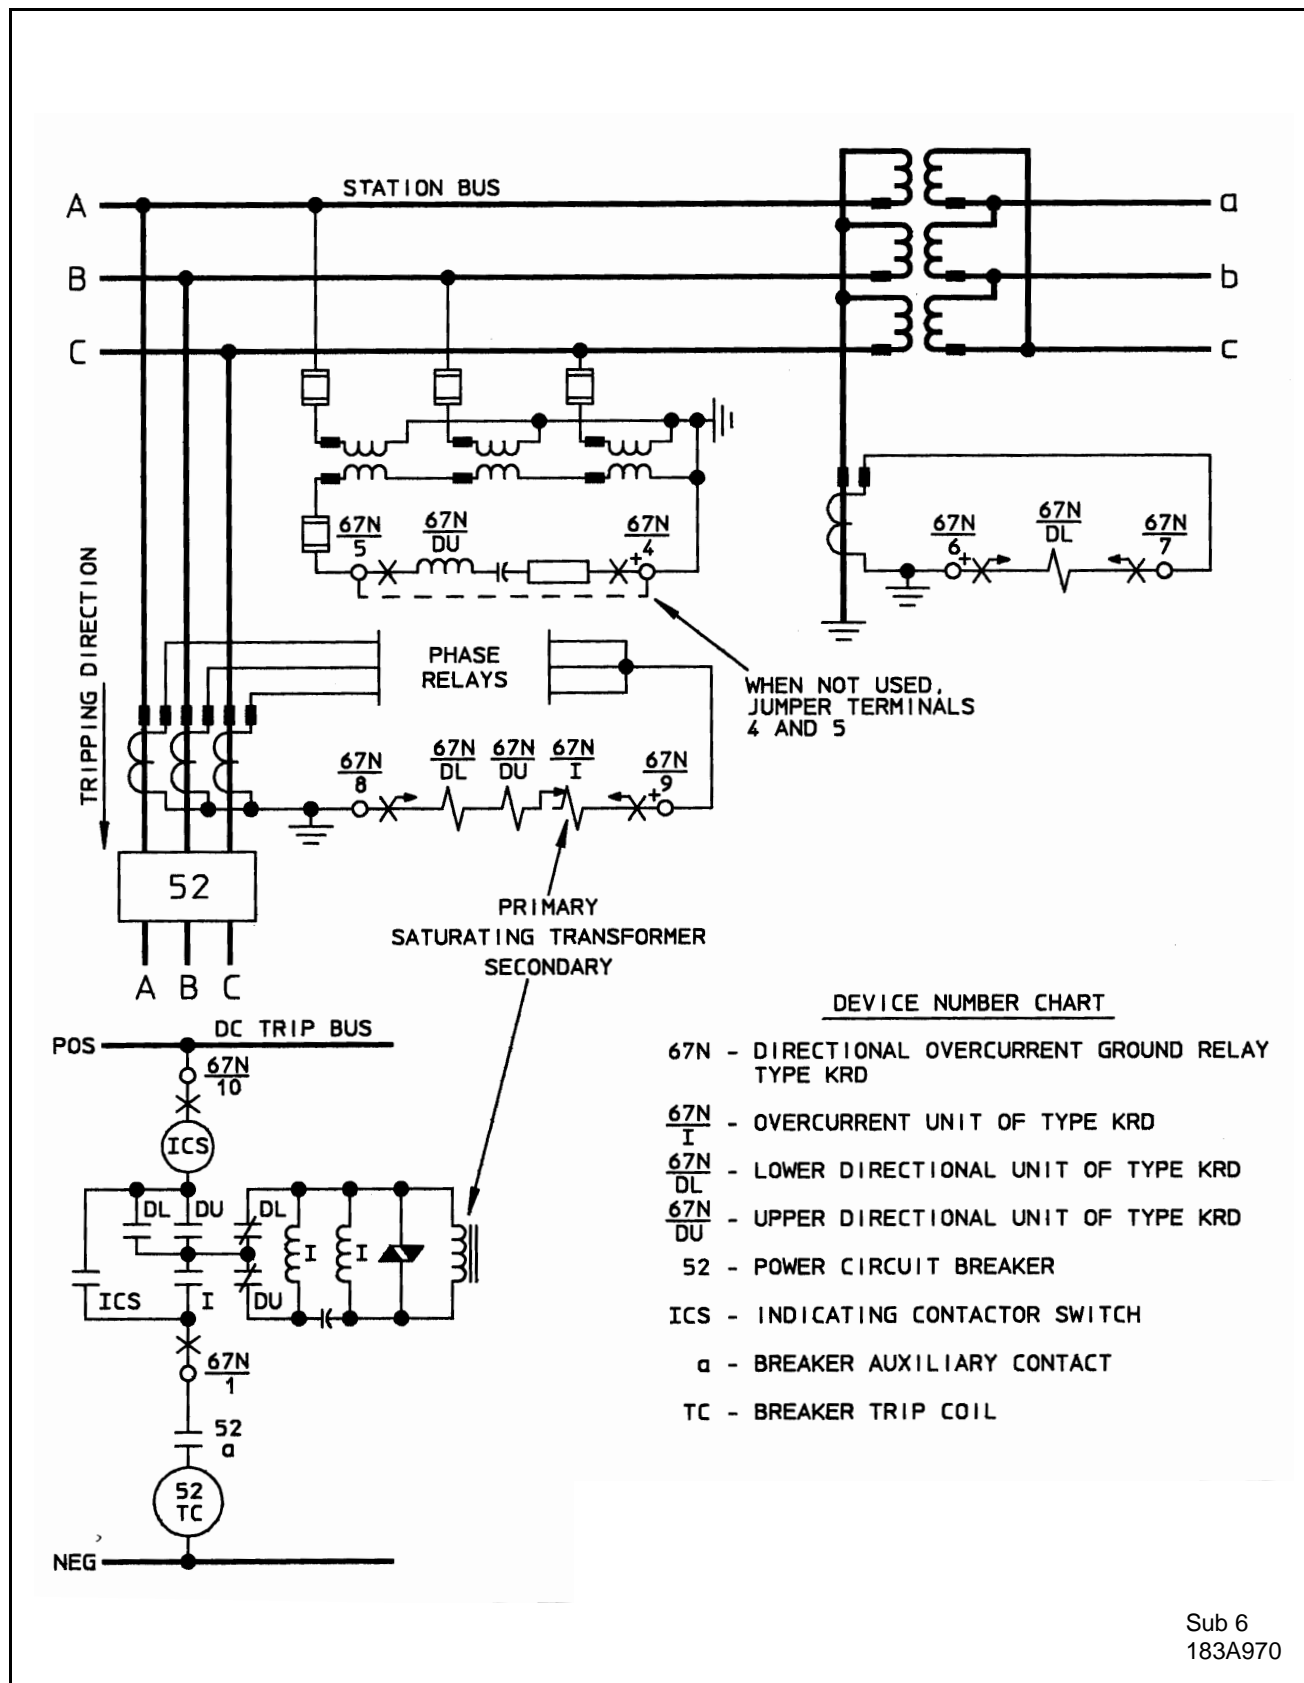 STATION BUS
A
a
B
b
C
c
67N
5
67N
DU
67N
4
+
67N
6
+
67N
DL
67N
7
TRIPPING DIRECTION
PHASE
RELAYS
WHEN NOT USED,
JUMPER TERMINALS
4 AND 5
67N
8
67N
DL
67N
DU
67N
I
67N
9
+
52
PRIMARY
SATURATING TRANSFORMER
SECONDARY
A B C
DC TRIP BUS
POS
67N
10
ICS
DL
DU
DL
I
I
ICS
I
DU
67N
1
52
a
52
TC
NEG
DEVICE NUMBER CHART
67N - DIRECTIONAL OVERCURRENT GROUND RELAY
TYPE KRD
67N
I - OVERCURRENT UNIT OF TYPE KRD
67N
DL - LOWER DIRECTIONAL UNIT OF TYPE KRD
67N
DU - UPPER DIRECTIONAL UNIT OF TYPE KRD
52 - POWER CIRCUIT BREAKER
ICS - INDICATING CONTACTOR SWITCH
a - BREAKER AUXILIARY CONTACT
TC - BREAKER TRIP COIL
Sub 6
183A970